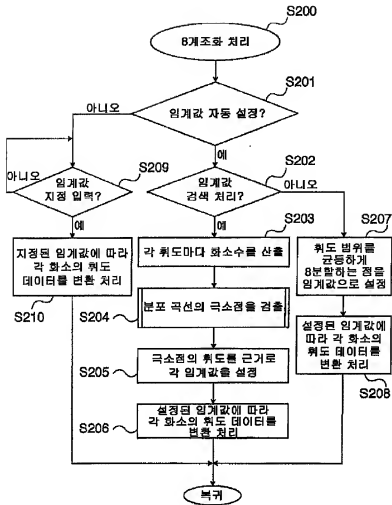 S200
8계조화 처리
S201
임계값 자동 설정?
아니오
예
S209
임계값
지정 입력?
아니오
예
S202
임계값
검색 처리?
아니오
예
S203
각 휘도마다 화소수를 산출
S204
분포 곡선의 극소점을 검출
S205
극소점의 휘도를 근거로
각 임계값을 설정
S206
설정된 임계값에 따라
각 화소의 휘도 데이터를
변환 처리
S207
휘도 범위를
균등하게
8분할하는 점을
임계값으로 설정
설정된 임계값에
따라 각 화소의
휘도 데이터를
변환 처리
S208
지정된 임계값에 따라
각 화소의 휘도
데이터를 변환 처리
S210
복귀